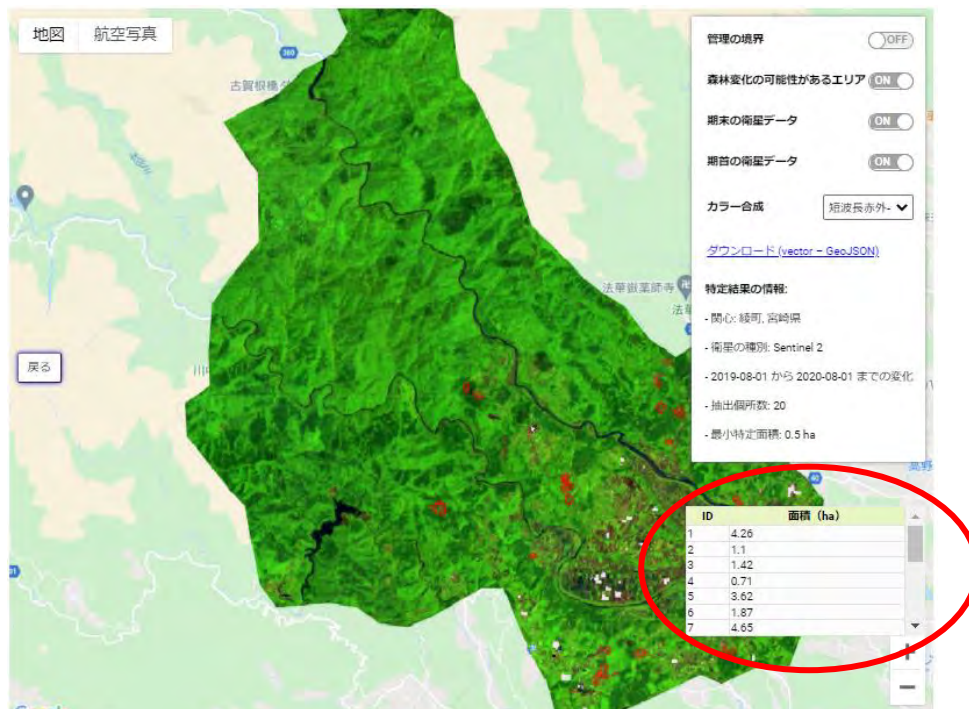 地図 航空写真
管理の境界 OFF
森林変化の可能性があるエリア ON
期末の衛星データ ON
期首の衛星データ ON
カラー合成 短波長赤外-
ダウンロード (vector – GeoJSON)
特定結果の情報:
- 関心: 綾町, 宮崎県
- 衛星の種別: Sentinel 2
- 2019-08-01 から 2020-08-01 までの変化
- 抽出個所数: 20
- 最小特定面積: 0.5 ha
古賀根橋
360
法華嶽薬師寺
戻る
川中
40
ID 面積（ha）
1 4.26
2 1.1
3 1.42
4 0.71
5 3.62
6 1.87
7 4.65
+
−